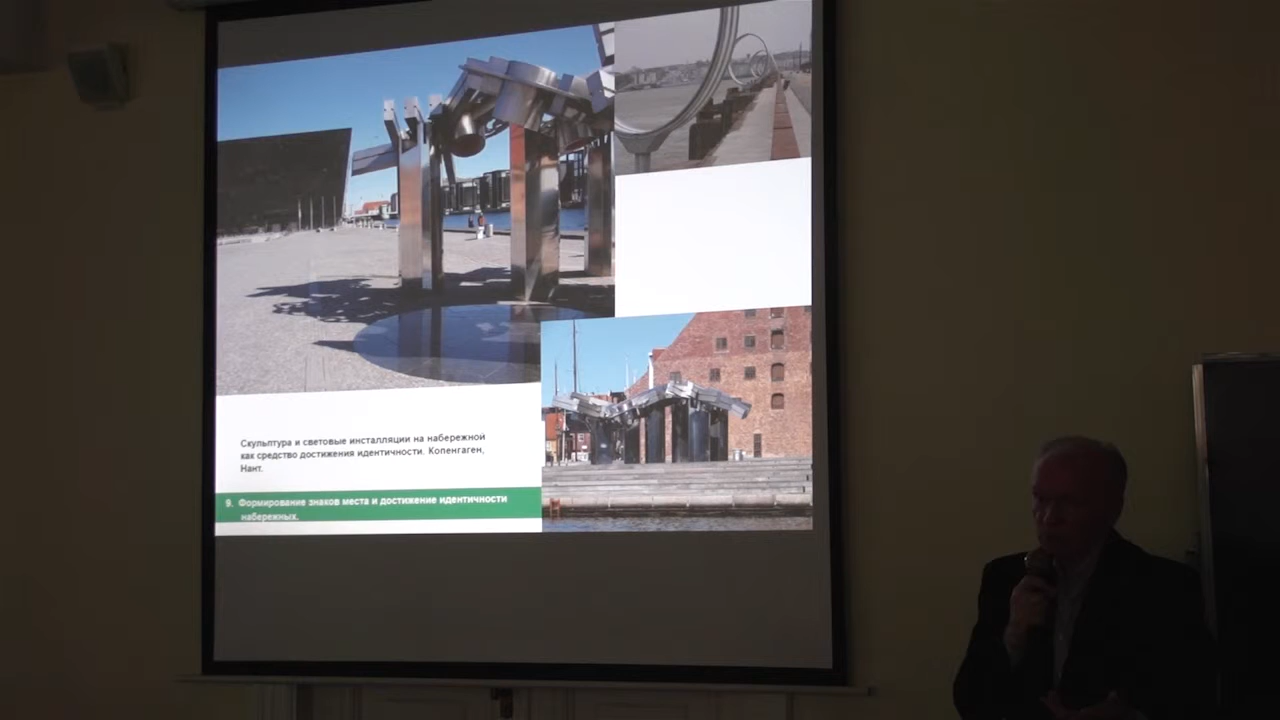 Скульптура и световые инсталляции на набережной
как средство достижения идентичности. Копенгаген,
Нант.
9. Формирование знаков места и достижение идентичности
набережных.